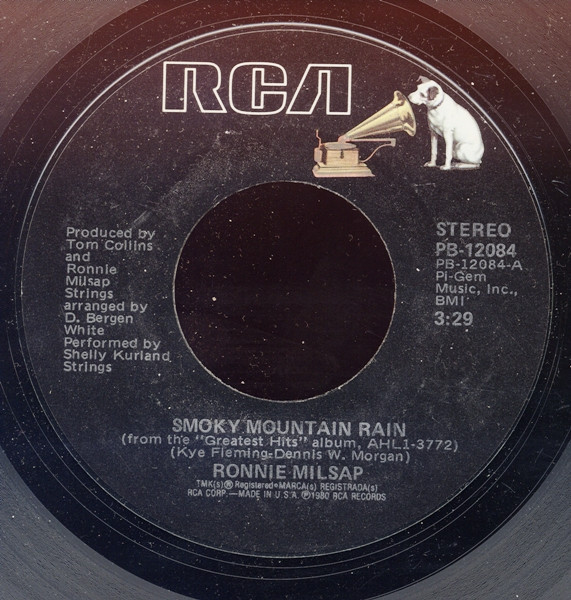 RCA
Produced by
Tom Collins
and
Ronnie
Milsap
Strings
arranged by
D. Bergen
White
Performed by
Shelly Kurland
Strings
STEREO
PB-12084
PB-12084-A
Pi-Gem
Music, Inc.,
BMI
3:29
SMOKY MOUNTAIN RAIN
(from the "Greatest Hits" album, AHL1-3772)
(Kye Fleming-Dennis W. Morgan)
RONNIE MILSAP
TMK(s)® Registered•MARCA(s) REGISTRADA(s)
RCA CORP.—MADE IN U.S.A. ℗1980 RCA RECORDS